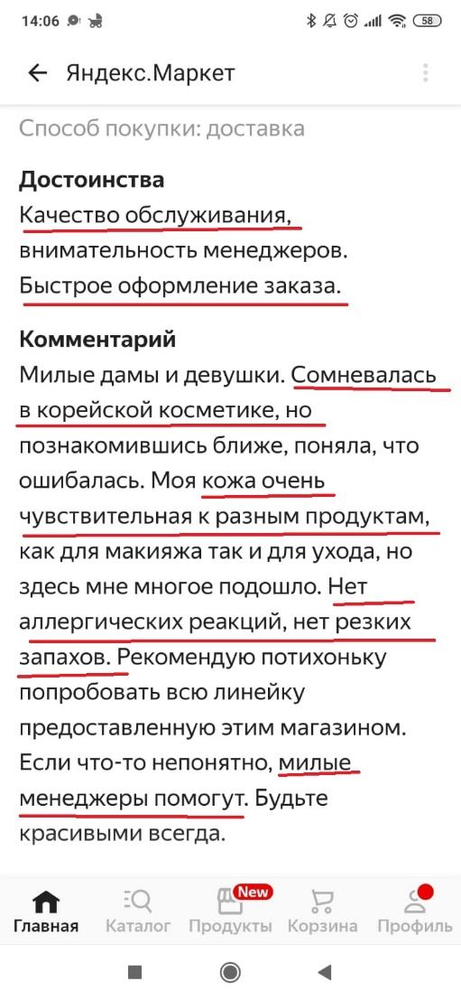 14:06
58
Яндекс.Маркет
Способ покупки: доставка
Достоинства
Качество обслуживания,
внимательность менеджеров.
Быстрое оформление заказа.
Комментарий
Милые дамы и девушки. Сомневалась
в корейской косметике, но
познакомившись ближе, поняла, что
ошибалась. Моя кожа очень
чувствительная к разным продуктам,
как для макияжа так и для ухода, но
здесь мне многое подошло. Нет
аллергических реакций, нет резких
запахов. Рекомендую потихоньку
попробовать всю линейку
предоставленную этим магазином.
Если что-то непонятно, милые
менеджеры помогут. Будьте
красивыми всегда.
New
Главная Каталог Продукты Корзина Профиль